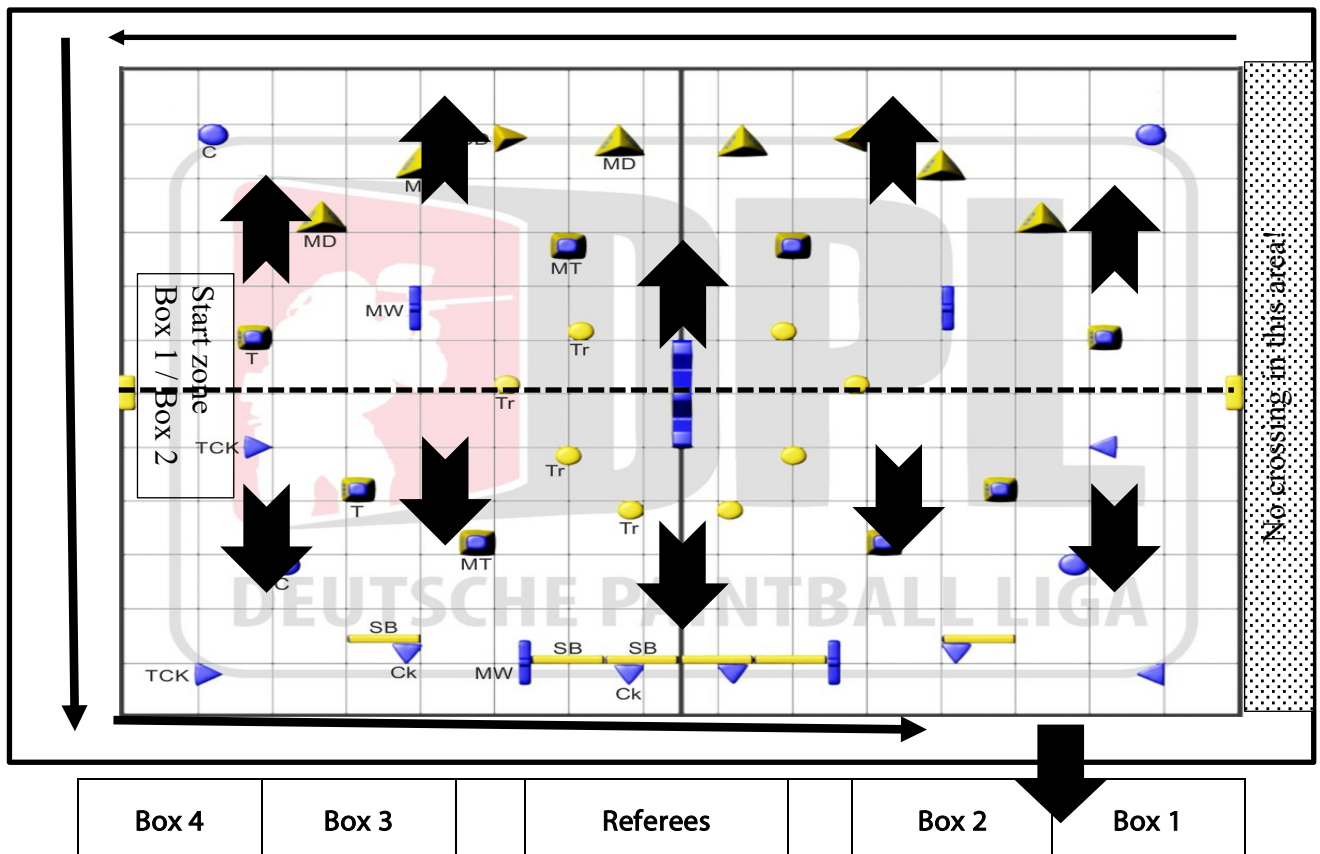 C
D
MD
M
MD
MT
MW
Tr
T
Start zone
Box 1 / Box 2
Tr
TCK
Tr
T
Tr
MT
C
DPL
DEUTSCHE PAINTBALL LIGA
SB
SB
SB
Ck
MW
TCK
Ck
No crossing in this area!
Box 4
Box 3
Referees
Box 2
Box 1